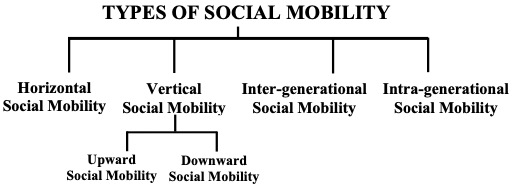 TYPES OF SOCIAL MOBILITY
Horizontal
Social Mobility
Vertical
Social Mobility
Inter-generational
Social Mobility
Intra-generational
Social Mobility
Upward
Social Mobility
Downward
Social Mobility